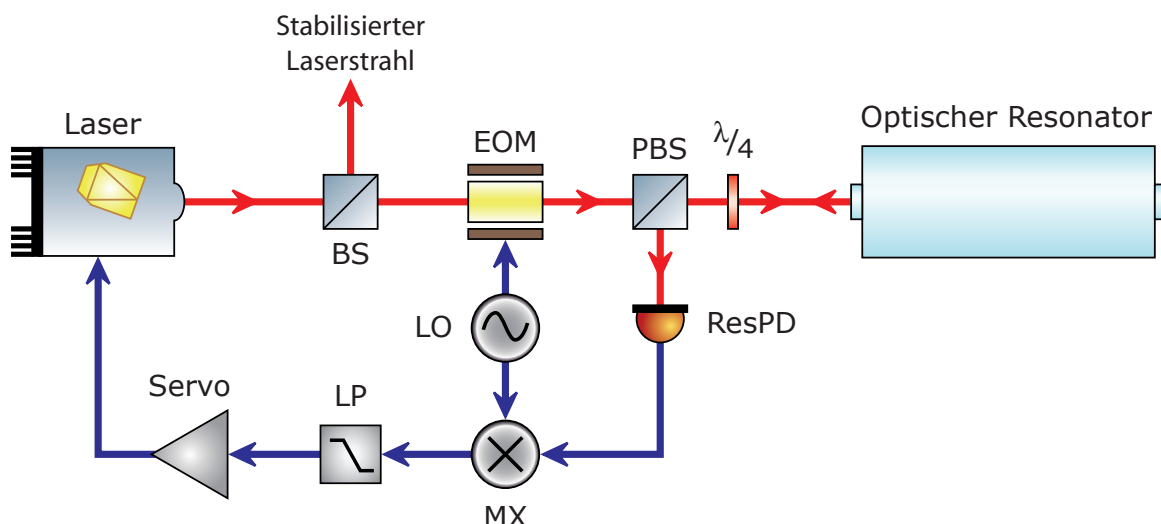 Stabilisierter
Laserstrahl
Laser
EOM
PBS
λ/4
Optischer Resonator
BS
LO
ResPD
Servo
LP
MX